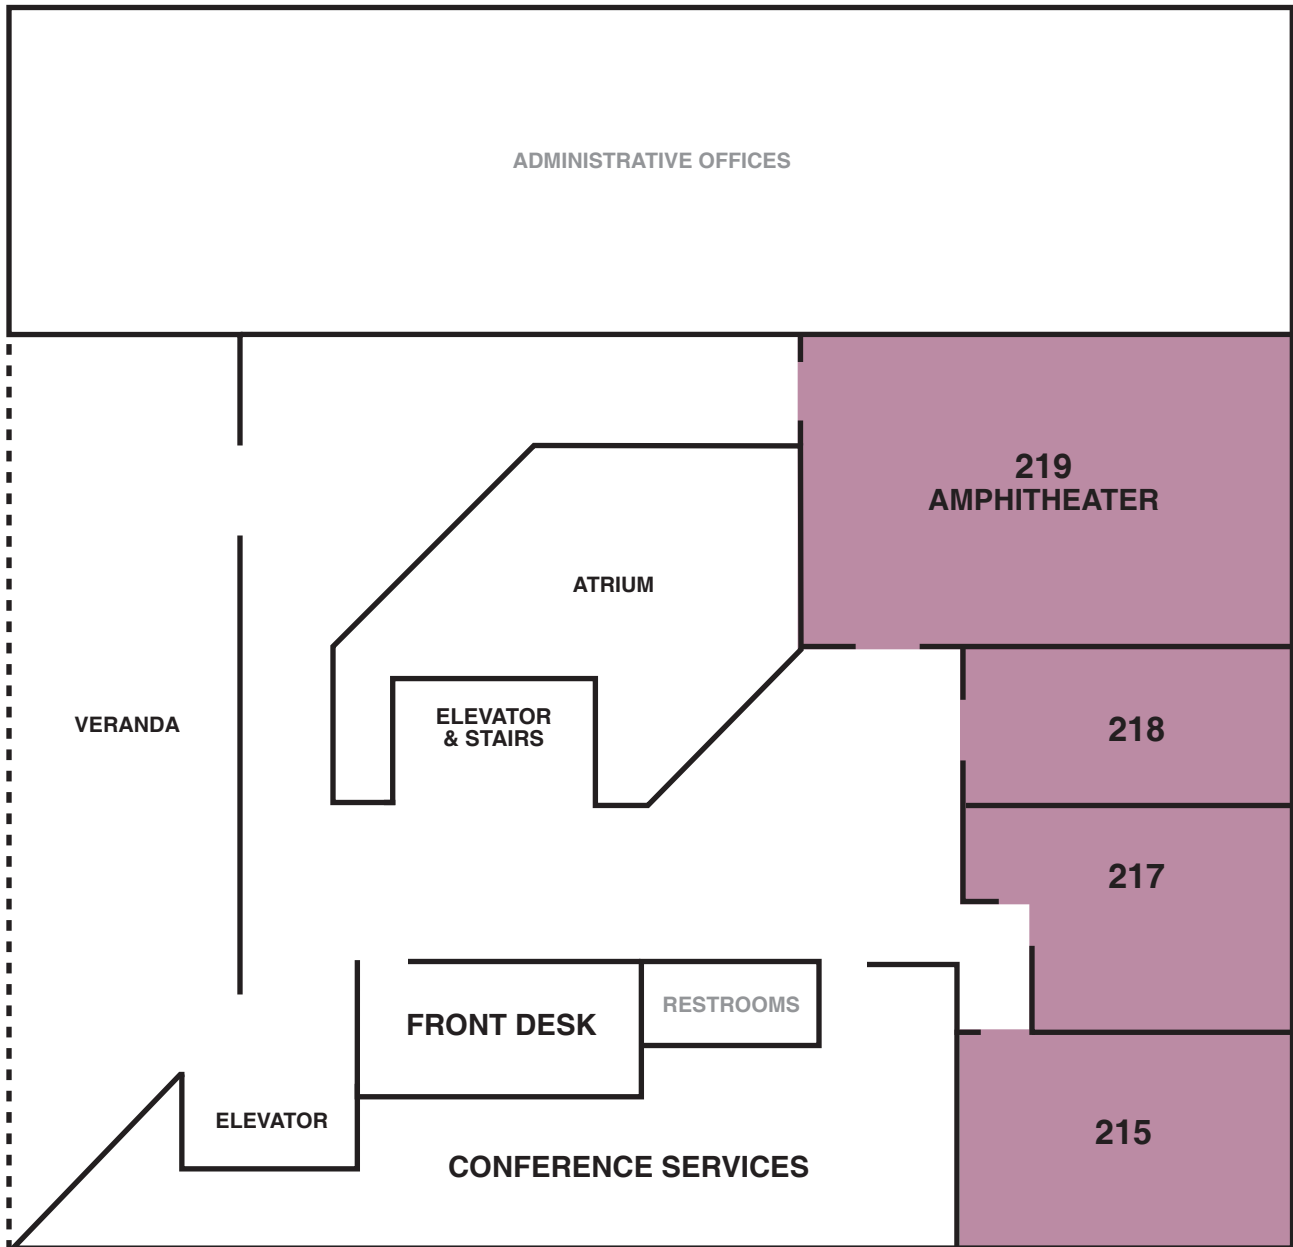 ADMINISTRATIVE OFFICES
219
AMPHITHEATER
ATRIUM
VERANDA
ELEVATOR
& STAIRS
218
217
FRONT DESK
RESTROOMS
ELEVATOR
CONFERENCE SERVICES
215